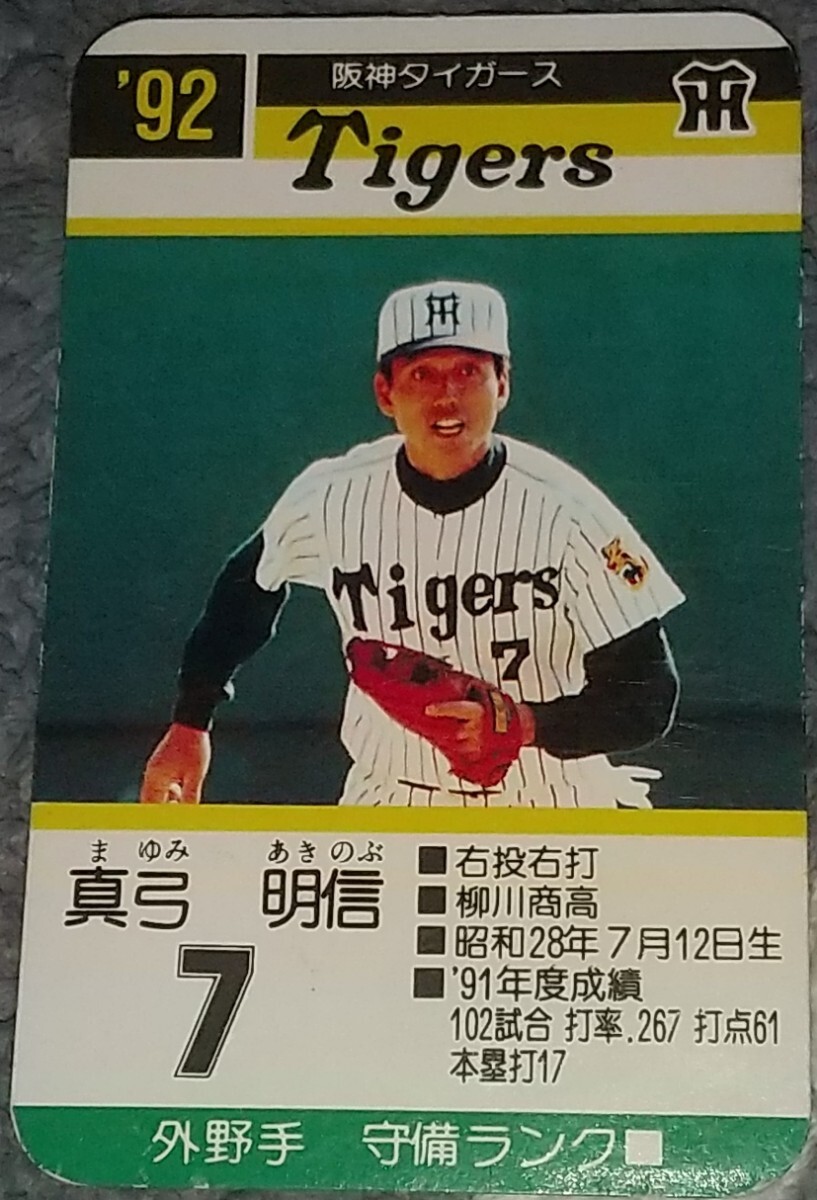 '92
阪神タイガース
Tigers
Tigers
7
ま ゆみ あき のぶ
真弓 明信
7
■右投右打
■柳川商高
■昭和28年7月12日生
■'91年度成績
102試合 打率.267 打点61
本塁打17
外野手 守備ランク■